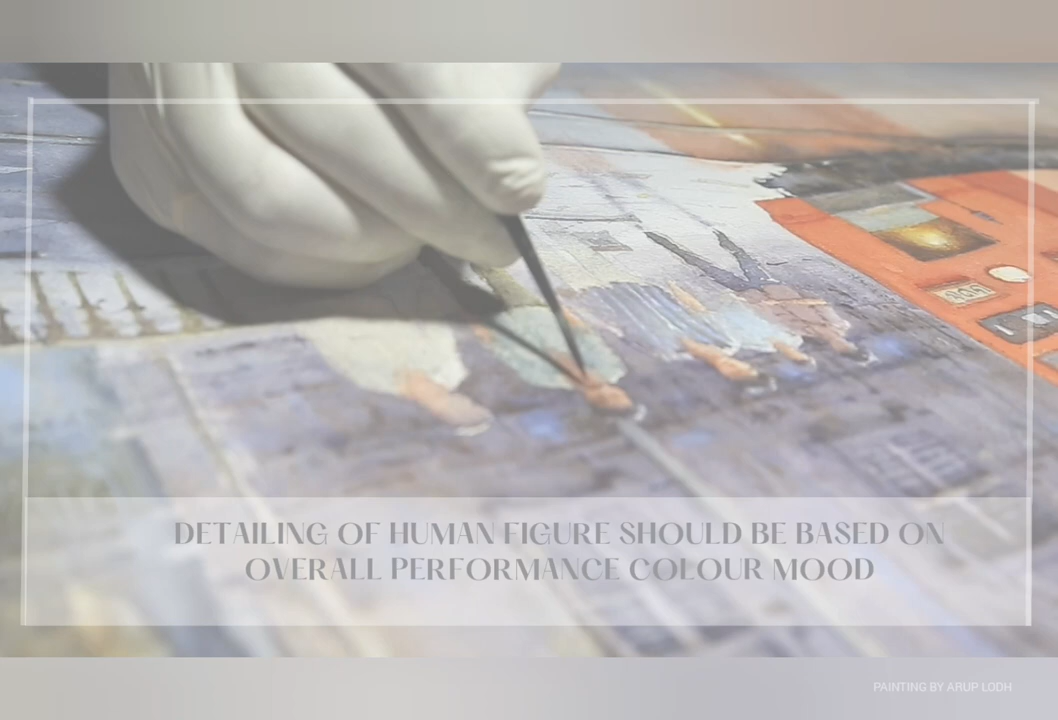 DETAILING OF HUMAN FIGURE SHOULD BE BASED ON
OVERALL PERFORMANCE COLOUR MOOD
PAINTING BY ARUP LODH